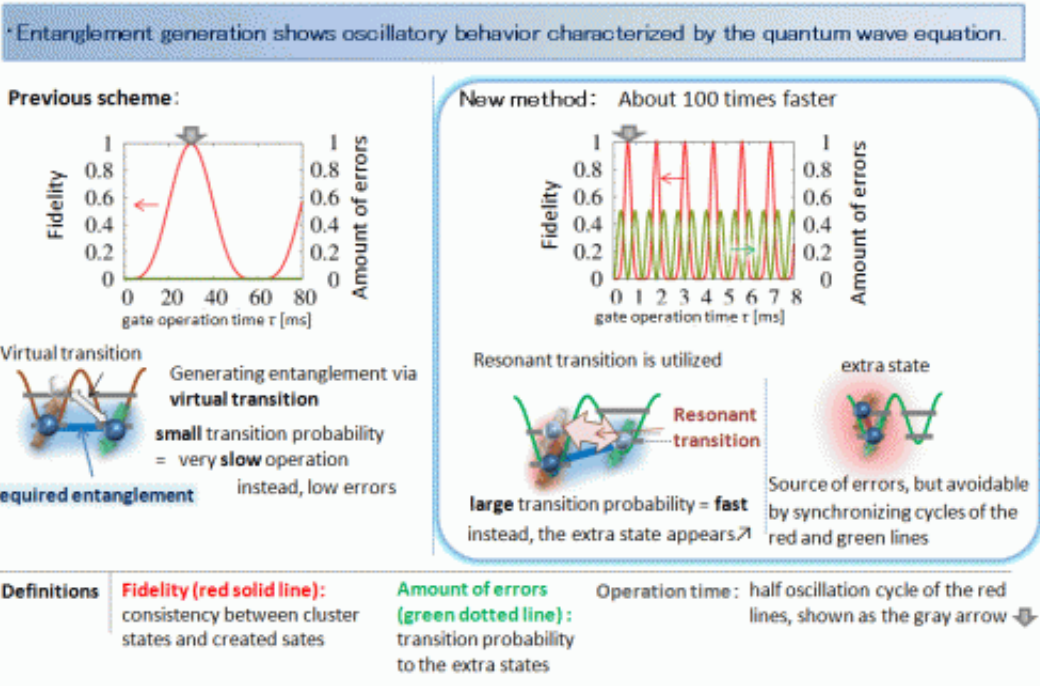 ・Entanglement generation shows oscillatory behavior characterized by the quantum wave equation.
Previous scheme:
1
0.8
0.6
0.4
0.2
0
Fidelity
1
0.8
0.6
0.4
0.2
0
Amount of errors
0 20 40 60 80
gate operation time τ [ms]
Virtual transition
Generating entanglement via
virtual transition
small transition probability
= very slow operation
instead, low errors
equired entanglement
New method: About 100 times faster
1
0.8
0.6
0.4
0.2
0
Fidelity
1
0.8
0.6
0.4
0.2
0
Amount of errors
0 1 2 3 4 5 6 7 8
gate operation time τ [ms]
Resonant transition is utilized
Resonant
transition
large transition probability = fast
instead, the extra state appears↗
extra state
Source of errors, but avoidable
by synchronizing cycles of the
red and green lines
Definitions
Fidelity (red solid line):
consistency between cluster
states and created sates
Amount of errors
(green dotted line) :
transition probability
to the extra states
Operation time : half oscillation cycle of the red
lines, shown as the gray arrow